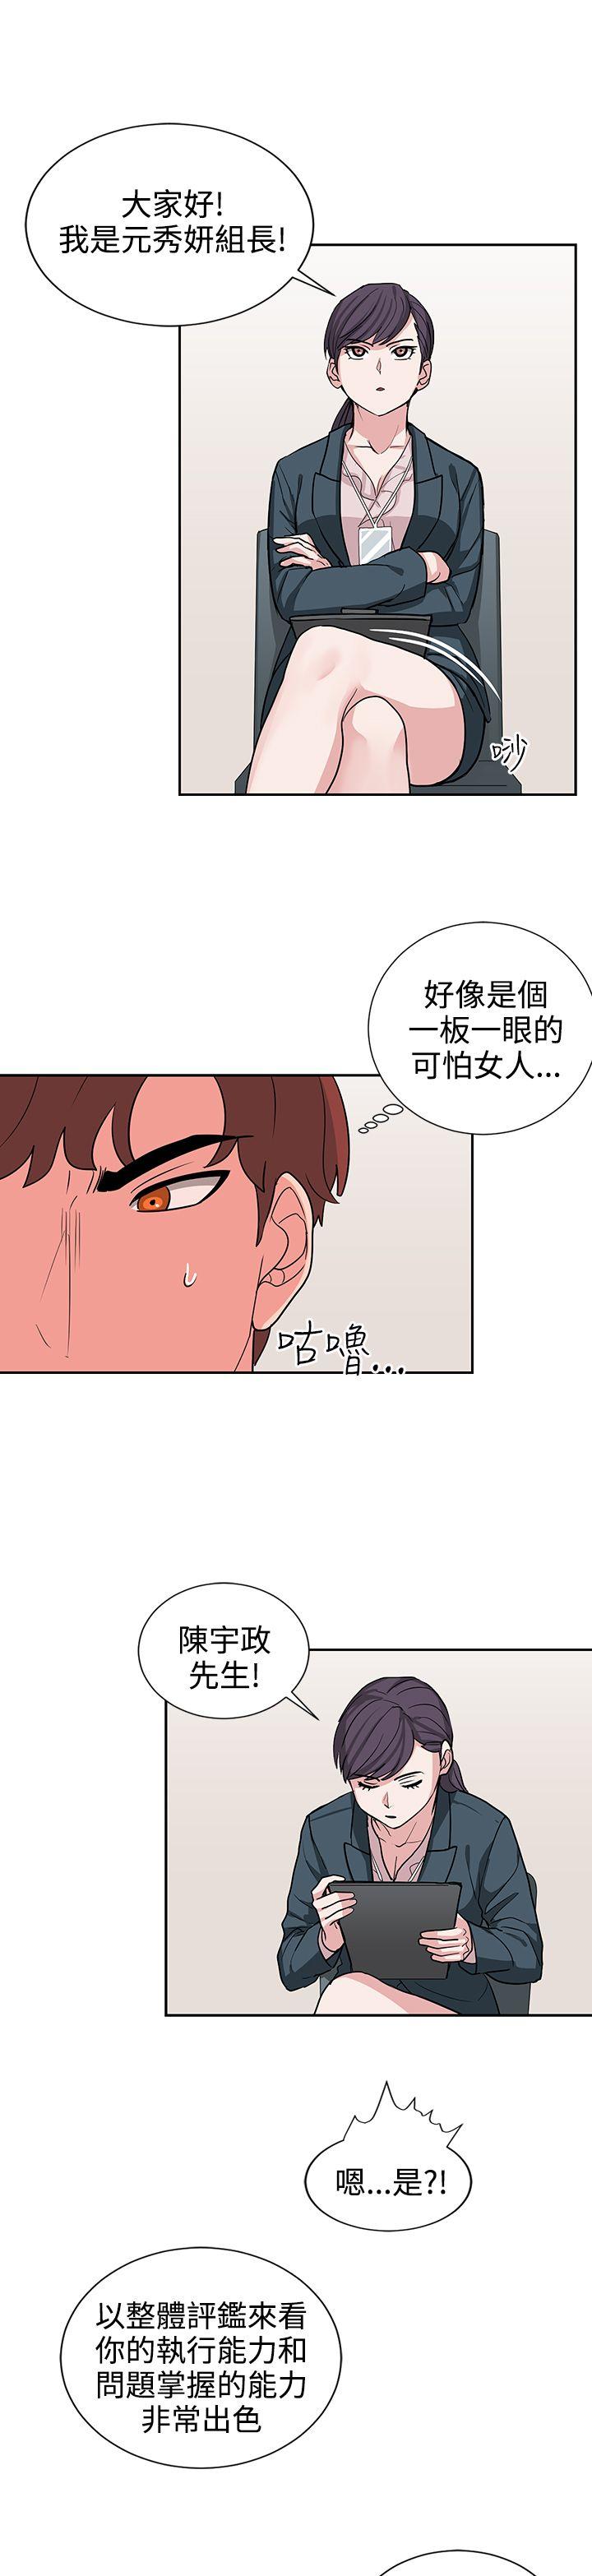 大家好!
我是元秀妍組長!
唦
好像是個
一板一眼的
可怕女人...
咕嚕...
陳宇政
先生!
嗯...是?!
以整體評鑑來看
你的執行能力和
問題掌握的能力
非常出色